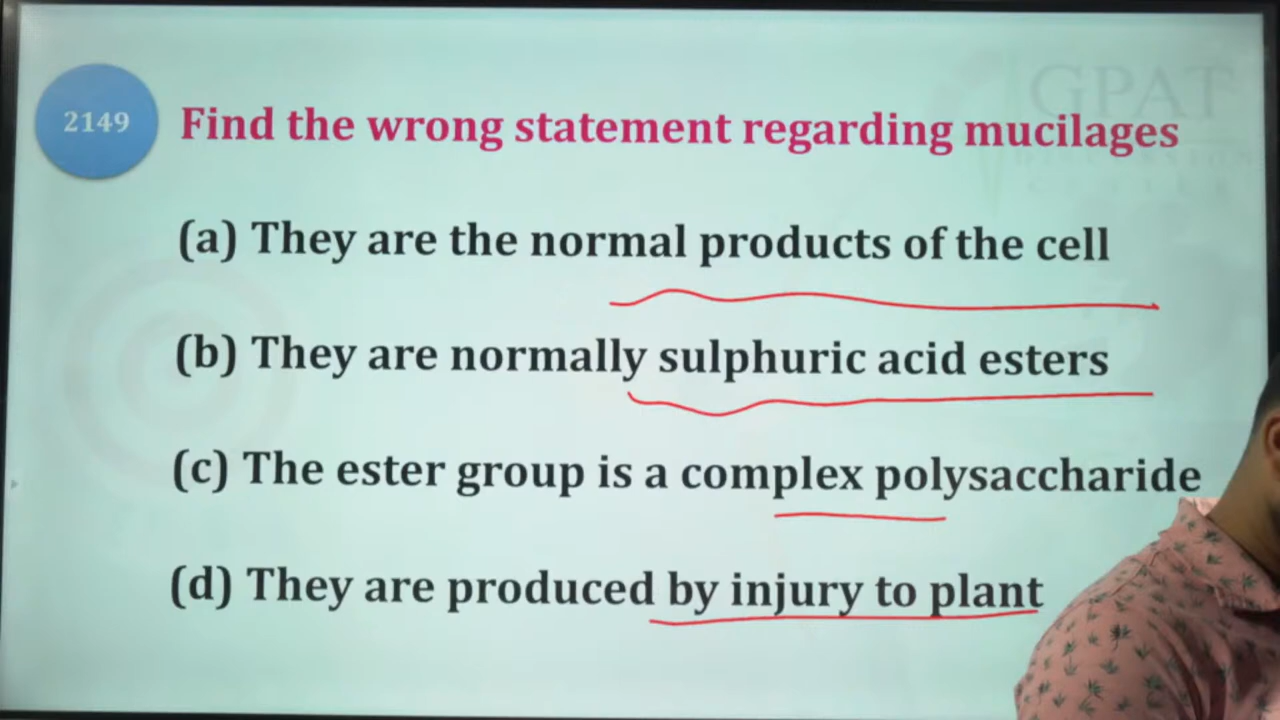 GPAT
2149
Find the wrong statement regarding mucilages
(a) They are the normal products of the cell
(b) They are normally sulphuric acid esters
(c) The ester group is a complex polysaccharide
(d) They are produced by injury to plant